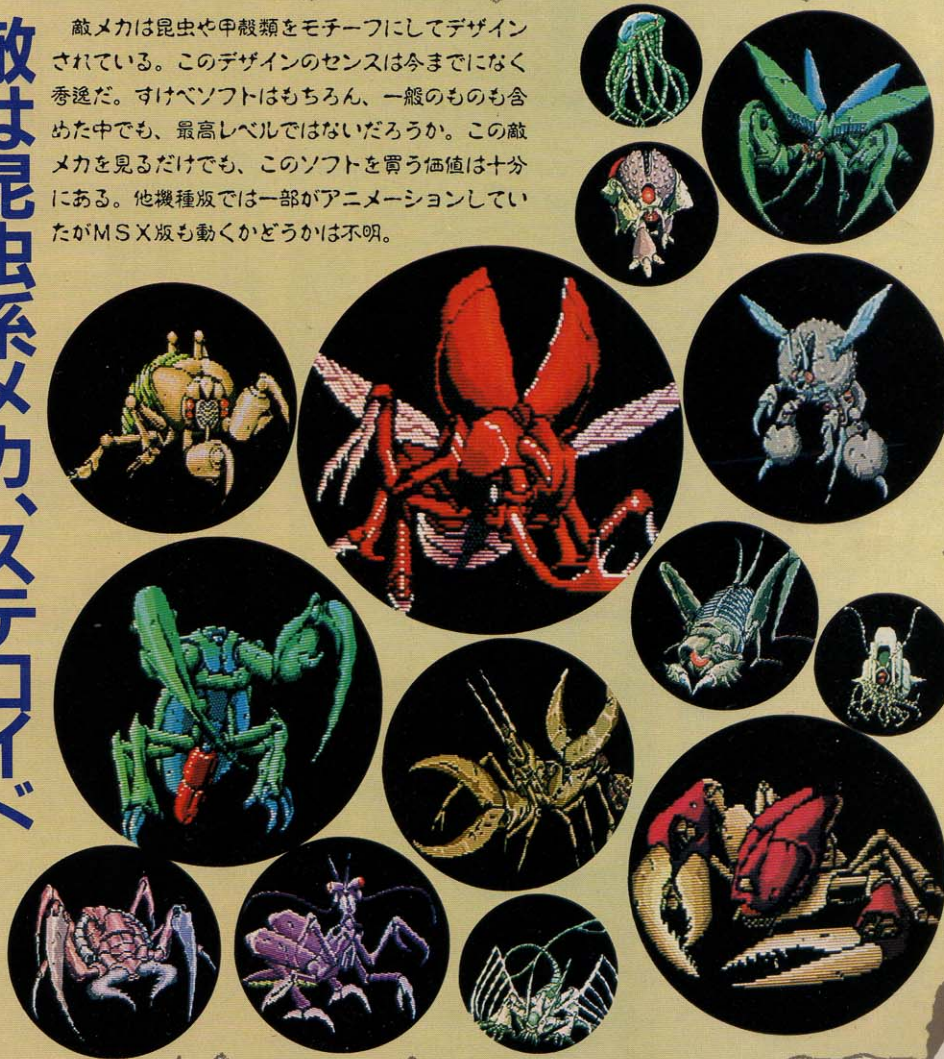 敵は昆虫系メカ、ステロイド
敵メカは昆虫や甲殻類をモチーフにしてデザイン
されている。このデザインのセンスは今までになく
秀逸だ。すけべソフトはもちろん、一般のものも含
めた中でも、最高レベルではないだろうか。この敵
メカを見るだけでも、このソフトを買う価値は十分
にある。他機種版では一部がアニメーションしてい
たがMSX版も動くかどうかは不明。